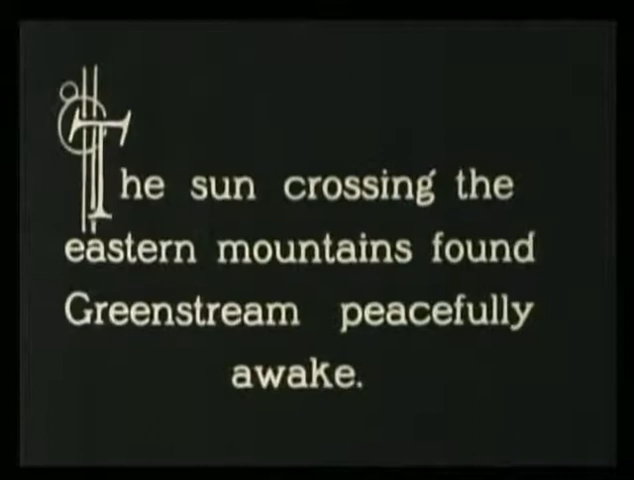 The sun crossing the
eastern mountains found
Greenstream peacefully
awake.